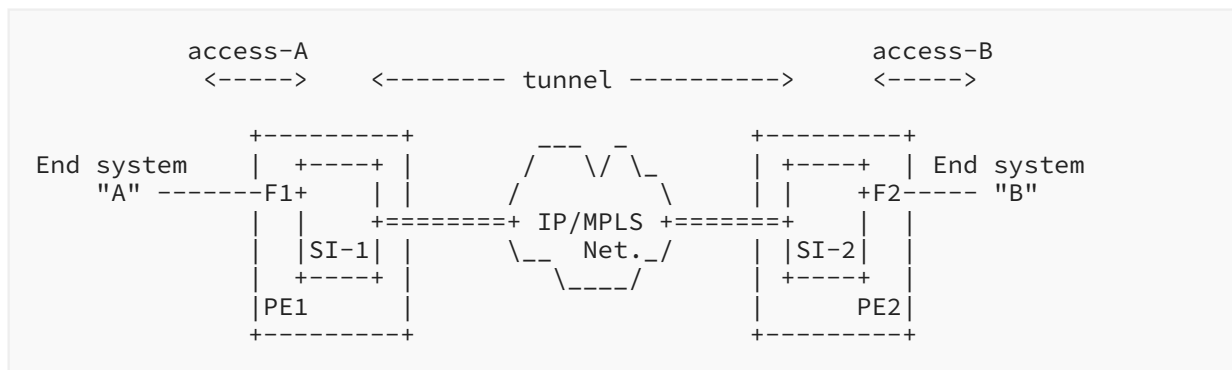 access-A access-B
<-----> <-------- tunnel ----------> <----->
+---------+ ___ _ +---------+
End system | +----+ | / \/ \_ | +----+ | End system
"A" -------F1+ | | / \ | | +F2----- "B"
| | +========+ IP/MPLS +=======+ | |
| |SI-1| | \__ Net._/ | |SI-2| |
| +----+ | \____/ | +----+ |
|PE1 | | PE2|
+---------+ +---------+